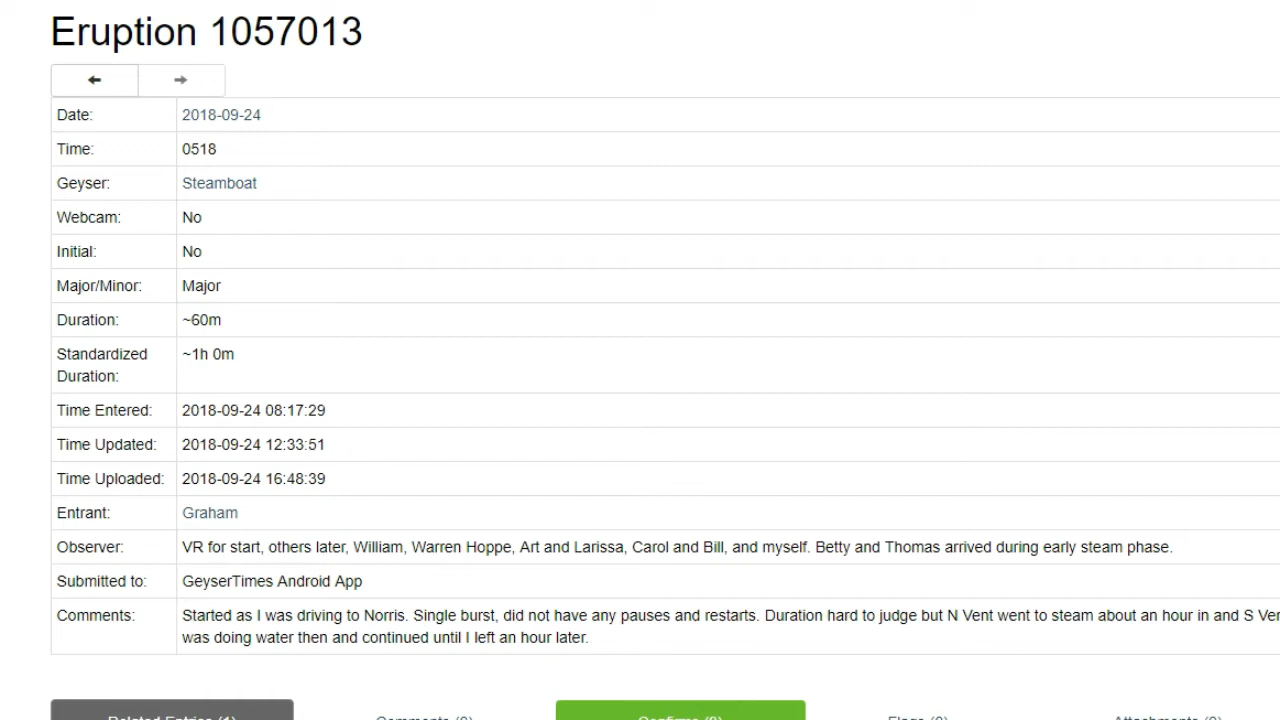 Eruption 1057013
Date: 2018-09-24
Time: 0518
Geyser: Steamboat
Webcam: No
Initial: No
Major/Minor: Major
Duration: ~60m
Standardized Duration: ~1h 0m
Time Entered: 2018-09-24 08:17:29
Time Updated: 2018-09-24 12:33:51
Time Uploaded: 2018-09-24 16:48:39
Entrant: Graham
Observer: VR for start, others later, William, Warren Hoppe, Art and Larissa, Carol and Bill, and myself. Betty and Thomas arrived during early steam phase.
Submitted to: GeyserTimes Android App
Comments: Started as I was driving to Norris. Single burst, did not have any pauses and restarts. Duration hard to judge but N Vent went to steam about an hour in and S
was doing water then and continued until I left an hour later.
Related Entries (1) Comments